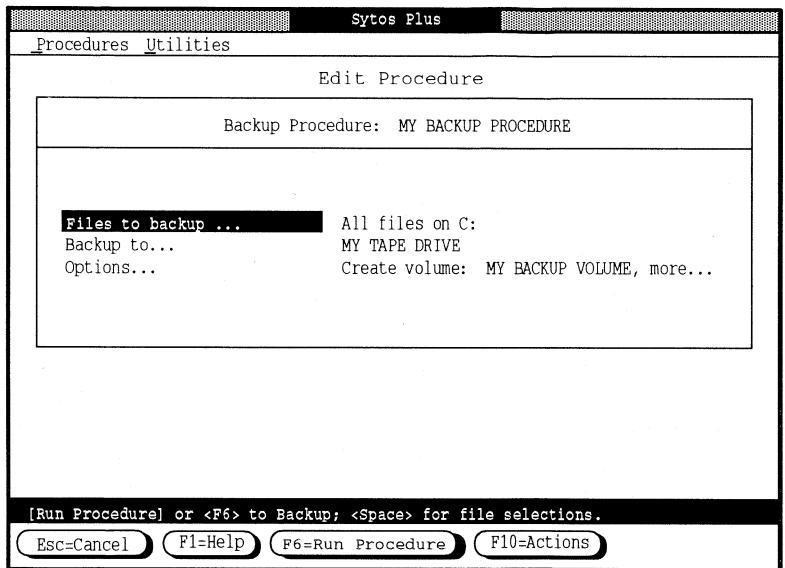 Sytos Plus
Procedures Utilities
Edit Procedure
Backup Procedure: MY BACKUP PROCEDURE
Files to backup ... All files on C:
Backup to... MY TAPE DRIVE
Options... Create volume: MY BACKUP VOLUME, more...
[Run Procedure] or <F6> to Backup; <Space> for file selections.
Esc=Cancel F1=Help F6=Run Procedure F10=Actions